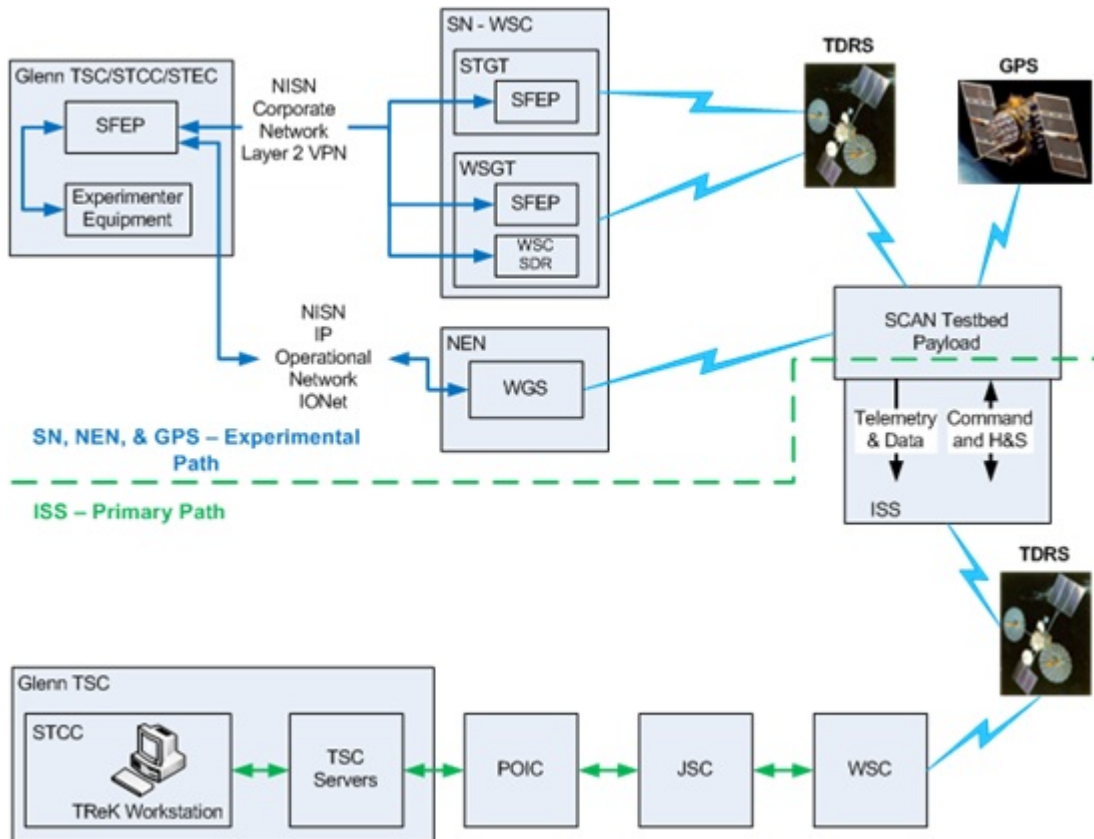 SN - WSC
TDRS
GPS
Glenn TSC/STCC/STEC
SFEP
Experimenter
Equipment
NISN
Corporate
Network
Layer 2 VPN
STGT
SFEP
WSGT
SFEP
WSC
SDR
NISN
IP
Operational
Network
IONet
NEN
WGS
SCAN Testbed
Payload
Telemetry
& Data
Command
and H&S
ISS
SN, NEN, & GPS – Experimental
Path
ISS – Primary Path
TDRS
Glenn TSC
STCC
TReK Workstation
TSC
Servers
POIC
JSC
WSC